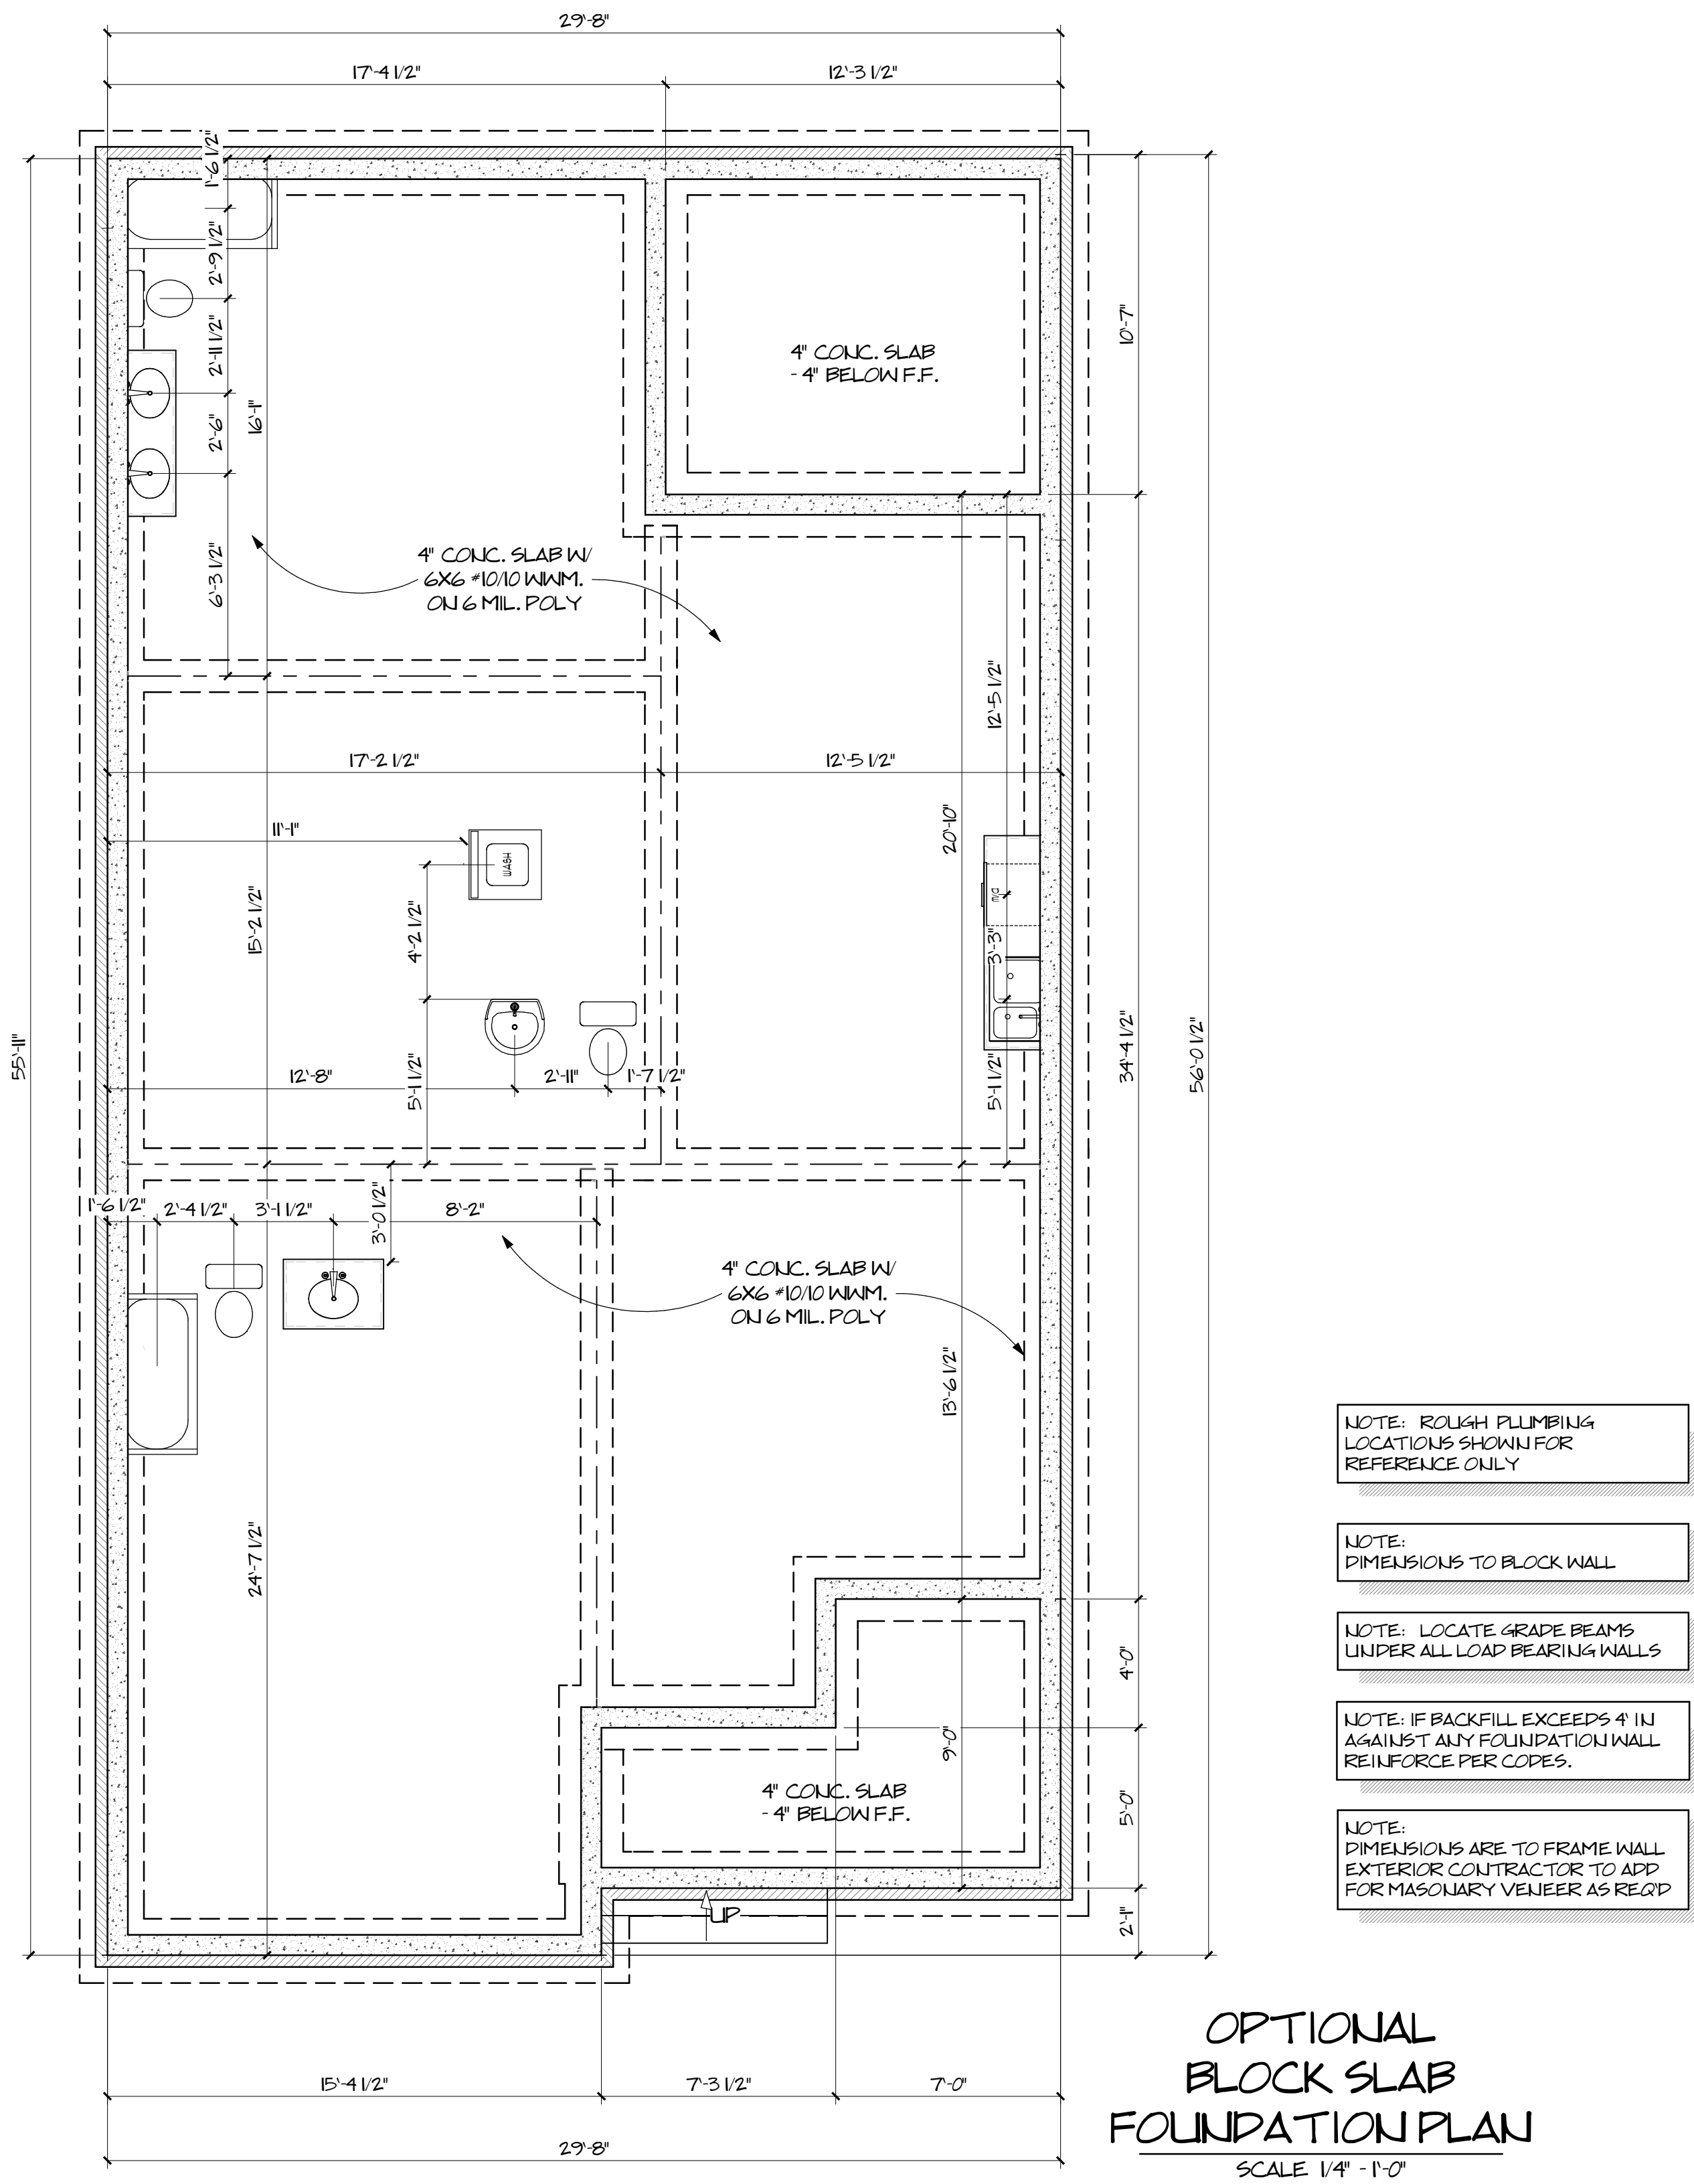 29'-8"
17'-4 1/2"
12'-3 1/2"
1'-6 1/2"
2'-9 1/2"
2'-11 1/2"
2'-6"
16'-1"
6'-3 1/2"
10'-7"
4" CONC. SLAB
- 4" BELOW F.F.
4" CONC. SLAB W/
6X6 #10/10 WWM.
ON 6 MIL. POLY
12'-5 1/2"
17'-2 1/2"
12'-5 1/2"
11'-1"
20'-10"
WASH
D/W
15'-2 1/2"
4'-2 1/2"
3'-3"
55'-11"
34'-4 1/2"
56'-0 1/2"
12'-8"
5'-1 1/2"
2'-11"
1'-7 1/2"
5'-1 1/2"
1'-6 1/2"
2'-4 1/2"
3'-1 1/2"
3'-0 1/2"
8'-2"
4" CONC. SLAB W/
6X6 #10/10 WWM.
ON 6 MIL. POLY
13'-6 1/2"
24'-7 1/2"
4'-0"
9'-0"
5'-0"
4" CONC. SLAB
- 4" BELOW F.F.
UP
2'-1"
15'-4 1/2"
7'-3 1/2"
7'-0"
29'-8"
NOTE: ROUGH PLUMBING
LOCATIONS SHOWN FOR
REFERENCE ONLY
NOTE:
DIMENSIONS TO BLOCK WALL
NOTE: LOCATE GRADE BEAMS
UNDER ALL LOAD BEARING WALLS
NOTE: IF BACKFILL EXCEEDS 4' IN
AGAINST ANY FOUNDATION WALL
REINFORCE PER CODES.
NOTE:
DIMENSIONS ARE TO FRAME WALL
EXTERIOR CONTRACTOR TO ADD
FOR MASONARY VENEER AS REQ'D
OPTIONAL
BLOCK SLAB
FOUNDATION PLAN
SCALE 1/4" - 1'-0"